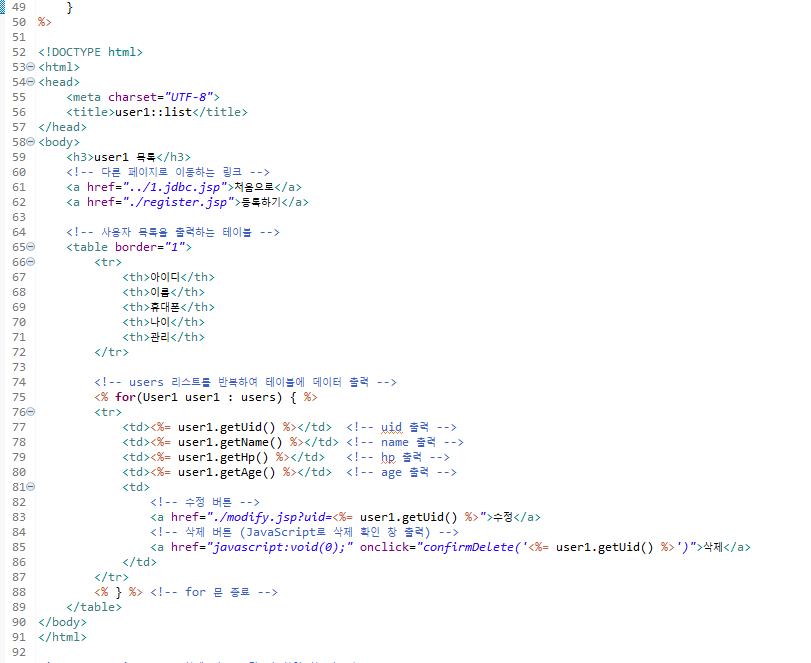 49 }
50 %>
51
52 <!DOCTYPE html>
53 <html>
54 <head>
55 <meta charset="UTF-8">
56 <title>user1::list</title>
57 </head>
58 <body>
59 <h3>user1 목록</h3>
60 <!-- 다른 페이지로 이동하는 링크 -->
61 <a href="../1.jdbc.jsp">처음으로</a>
62 <a href="./register.jsp">등록하기</a>
63
64 <!-- 사용자 목록을 출력하는 테이블 -->
65 <table border="1">
66 <tr>
67 <th>아이디</th>
68 <th>이름</th>
69 <th>휴대폰</th>
70 <th>나이</th>
71 <th>관리</th>
72 </tr>
73
74 <!-- users 리스트를 반복하여 테이블에 데이터 출력 -->
75 <% for(User1 user1 : users) { %>
76 <tr>
77 <td><%= user1.getUid() %></td> <!-- uid 출력 -->
78 <td><%= user1.getName() %></td> <!-- name 출력 -->
79 <td><%= user1.getHp() %></td> <!-- hp 출력 -->
80 <td><%= user1.getAge() %></td> <!-- age 출력 -->
81 <td>
82 <!-- 수정 버튼 -->
83 <a href="./modify.jsp?uid=<%= user1.getUid() %>">수정</a>
84 <!-- 삭제 버튼 (JavaScript로 삭제 확인 창 출력) -->
85 <a href="javascript:void(0);" onclick="confirmDelete('<%= user1.getUid() %>')">삭제</a>
86 </td>
87 </tr>
88 <% } %> <!-- for 문 종료 -->
89 </table>
90 </body>
91 </html>
92